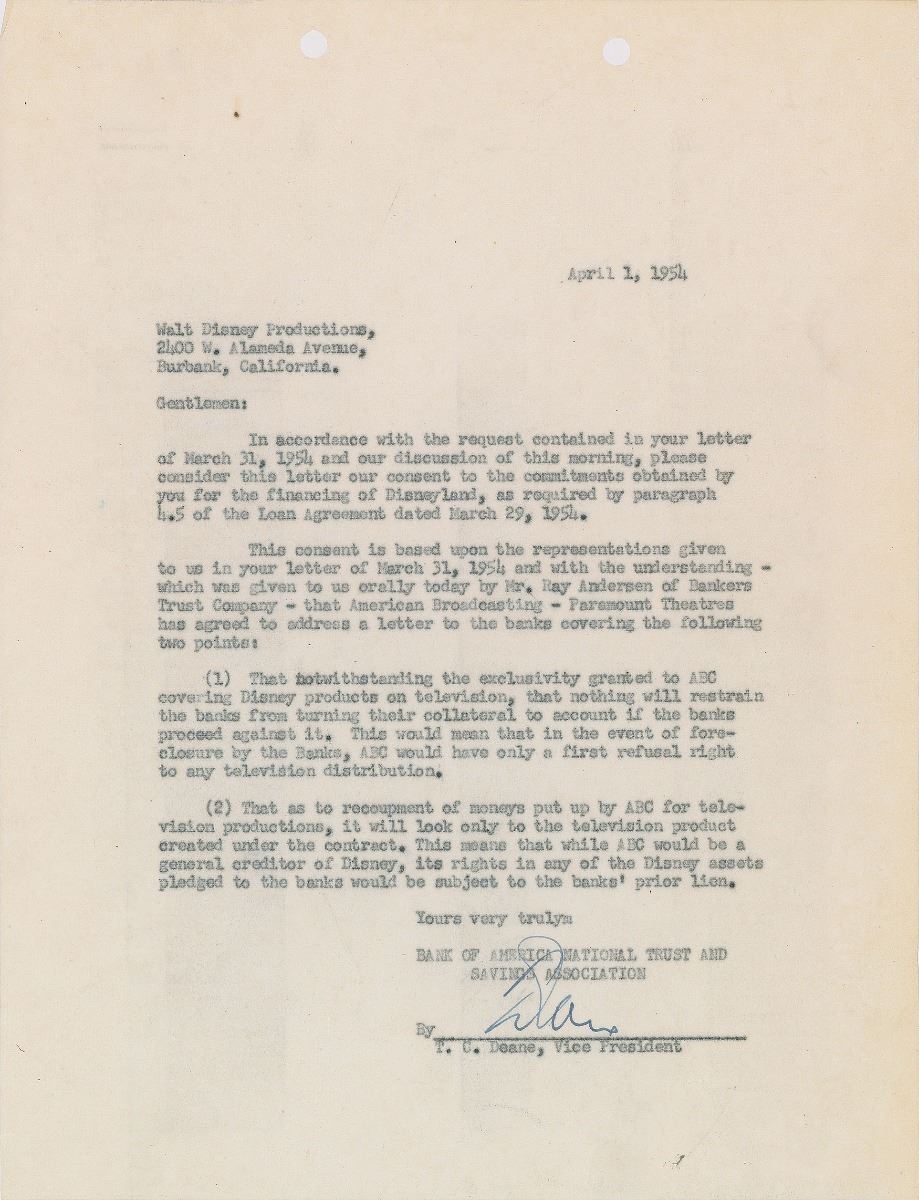 April 1, 1954
Walt Disney Productions,
2400 W. Alameda Avenue,
Burbank, California.
Gentlemen:
In accordance with the request contained in your letter
of March 31, 1954 and our discussion of this morning, please
consider this letter our consent to the commitments obtained by
you for the financing of Disneyland, as required by paragraph
4.5 of the Loan Agreement dated March 29, 1954.
This consent is based upon the representations given
to us in your letter of March 31, 1954 and with the understanding -
which was given to us orally today by Mr. Ray Andersen of Bankers
Trust Company - that American Broadcasting - Paramount Theatres
has agreed to address a letter to the banks covering the following
two points:
(1) That notwithstanding the exclusivity granted to ABC
covering Disney products on television, that nothing will restrain
the banks from turning their collateral to account if the banks
proceed against it. This would mean that in the event of fore-
closure by the Banks, ABC would have only a first refusal right
to any television distribution.
(2) That as to recoupment of moneys put up by ABC for tele-
vision productions, it will look only to the television product
created under the contract. This means that while ABC would be a
general creditor of Disney, its rights in any of the Disney assets
pledged to the banks would be subject to the banks' prior lien.
Yours very trulym
BANK OF AMERICA NATIONAL TRUST AND
SAVINGS ASSOCIATION
By
T. C. Deane, Vice President